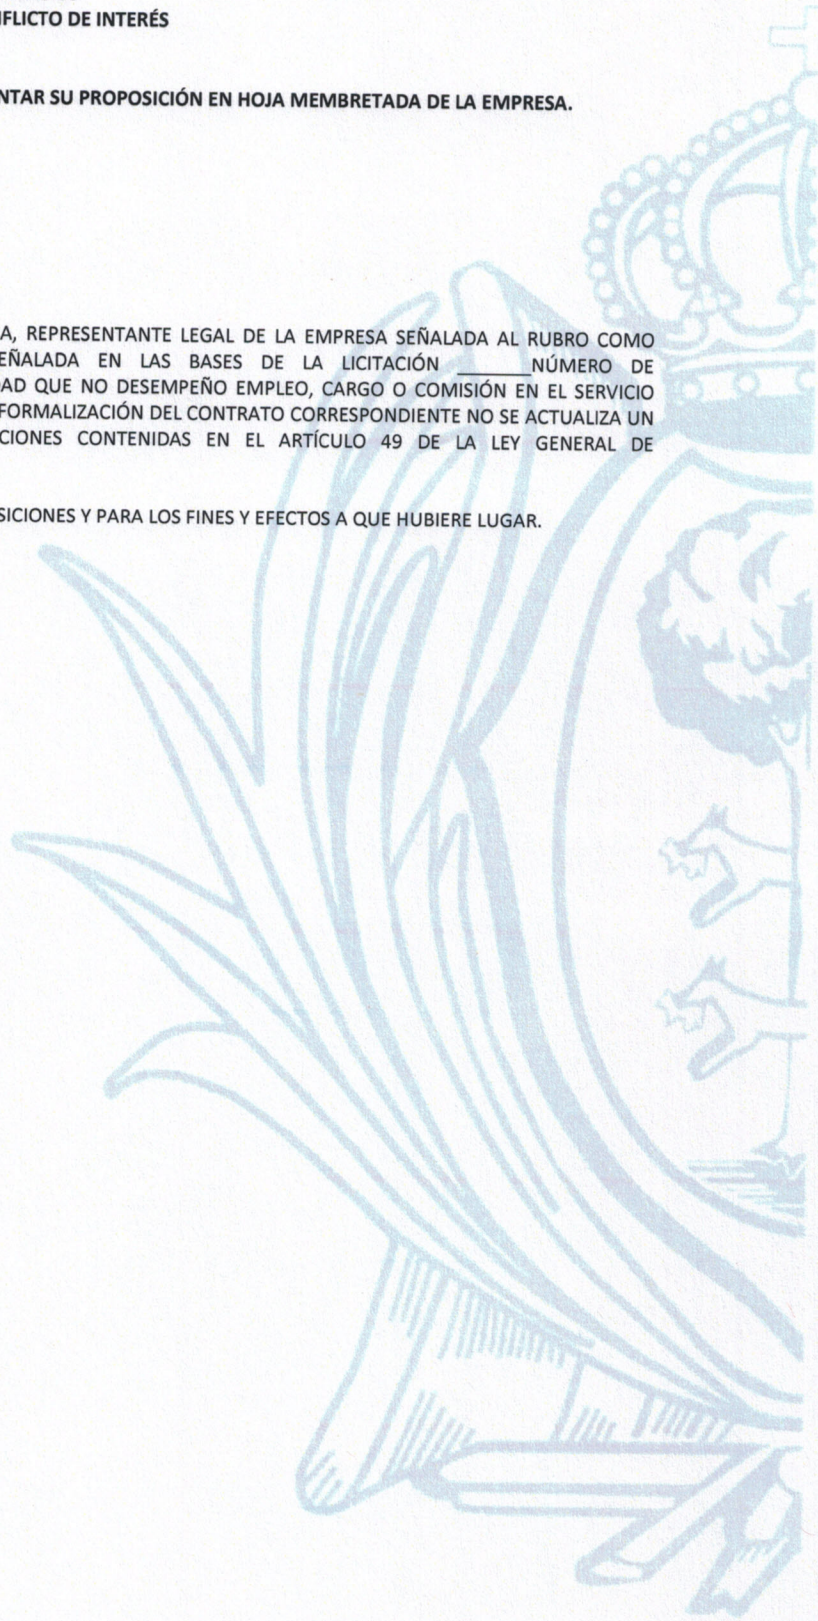 NFLICTO DE INTERÉS
NTAR SU PROPOSICIÓN EN HOJA MEMBRETADA DE LA EMPRESA.
A, REPRESENTANTE LEGAL DE LA EMPRESA SEÑALADA AL RUBRO COMO
EÑALADA EN LAS BASES DE LA LICITACIÓN ________NÚMERO DE
DAD QUE NO DESEMPEÑO EMPLEO, CARGO O COMISIÓN EN EL SERVICIO
FORMALIZACIÓN DEL CONTRATO CORRESPONDIENTE NO SE ACTUALIZA UN
CIONES CONTENIDAS EN EL ARTÍCULO 49 DE LA LEY GENERAL DE
SICIONES Y PARA LOS FINES Y EFECTOS A QUE HUBIERE LUGAR.